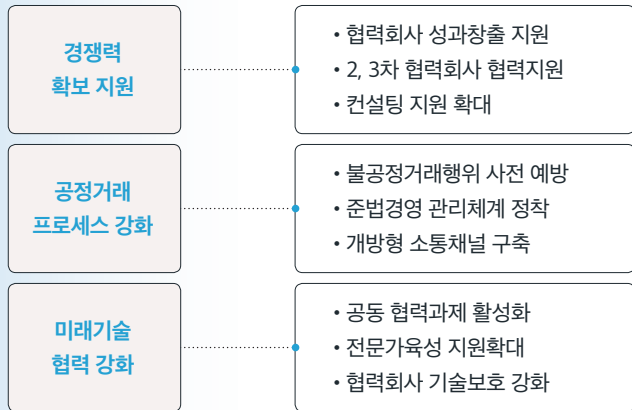 경쟁력
확보 지원
• 협력회사 성과창출 지원
• 2, 3차 협력회사 협력지원
• 컨설팅 지원 확대
공정거래
프로세스 강화
• 불공정거래행위 사전 예방
• 준법경영 관리체계 정착
• 개방형 소통채널 구축
미래기술
협력 강화
• 공동 협력과제 활성화
• 전문가육성 지원확대
• 협력회사 기술보호 강화